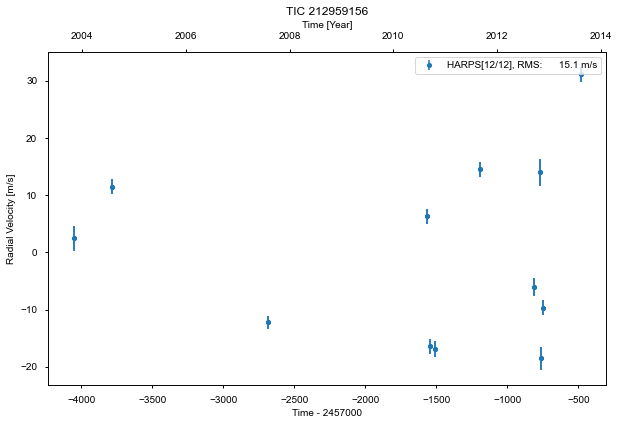 TIC 212959156
Time [Year]
2004 2006 2008 2010 2012 2014
HARPS[12/12], RMS: 15.1 m/s
Radial Velocity [m/s]
30
20
10
0
−10
−20
−4000 −3500 −3000 −2500 −2000 −1500 −1000 −500
Time - 2457000